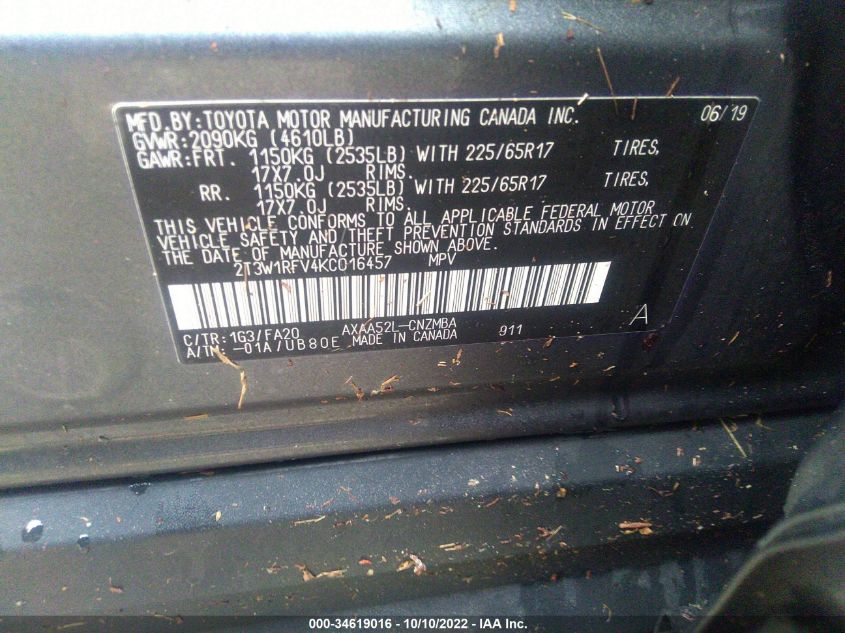 MFD.BY:TOYOTA MOTOR MANUFACTURING CANADA INC. 06/19
GVWR:2090KG (4610LB)
GAWR:FRT. 1150KG (2535LB) WITH 225/65R17 TIRES,
17X7.0J RIMS.
RR. 1150KG (2535LB) WITH 225/65R17 TIRES,
17X7.0J RIMS.
THIS VEHICLE CONFORMS TO ALL APPLICABLE FEDERAL MOTOR
VEHICLE SAFETY AND THEFT PREVENTION STANDARDS IN EFFECT ON
THE DATE OF MANUFACTURE SHOWN ABOVE.
2T3W1RFV4KC016457 MPV
C/TR:1G3/FA20 AXAA52L-CNZMBA 911 A
A/TM:-01A/UB80E MADE IN CANADA
000-34619016 - 10/10/2022 - IAA Inc.